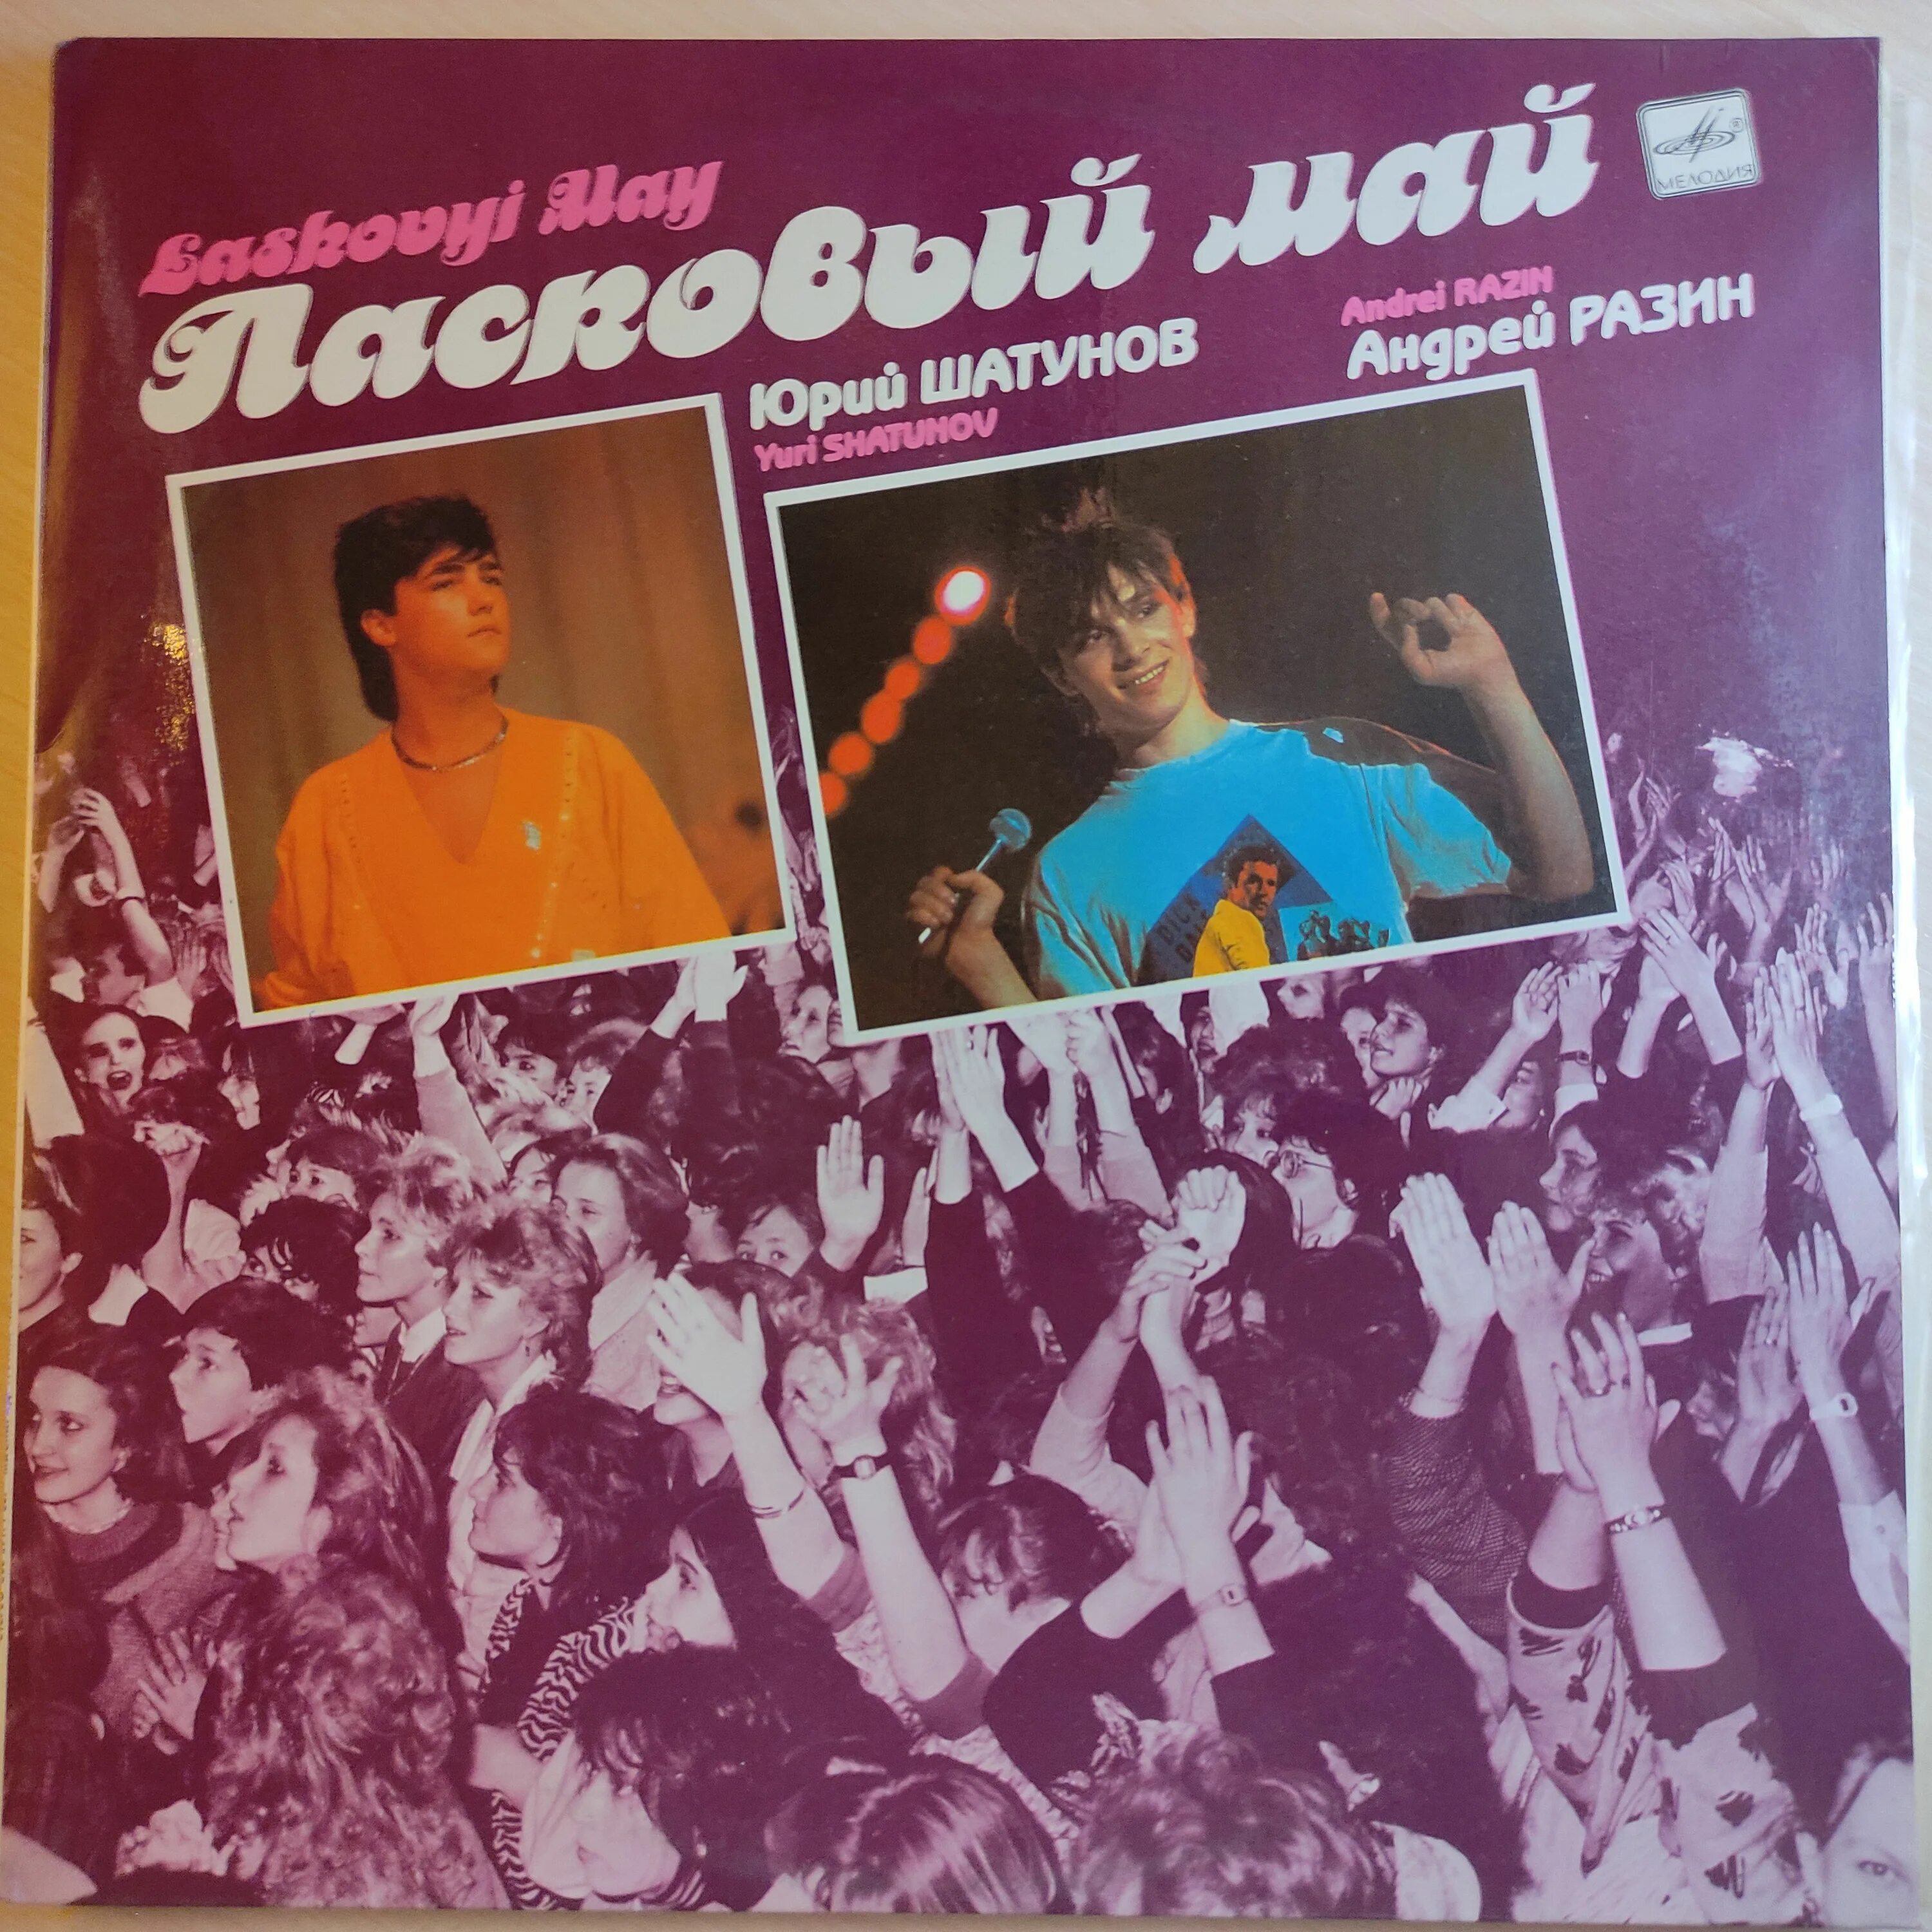 Laskovyi May
Ласковый май
МЕЛОДИЯ
®
Andrei RAZIN
Андрей РАЗИН
Юрий ШАТУНОВ
Yuri SHATUNOV